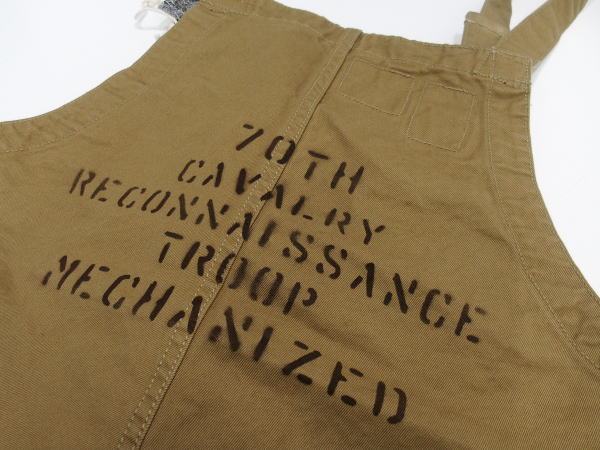 70TH
CAVALRY
RECONNAISSANCE
TROOP
MECHANIZED